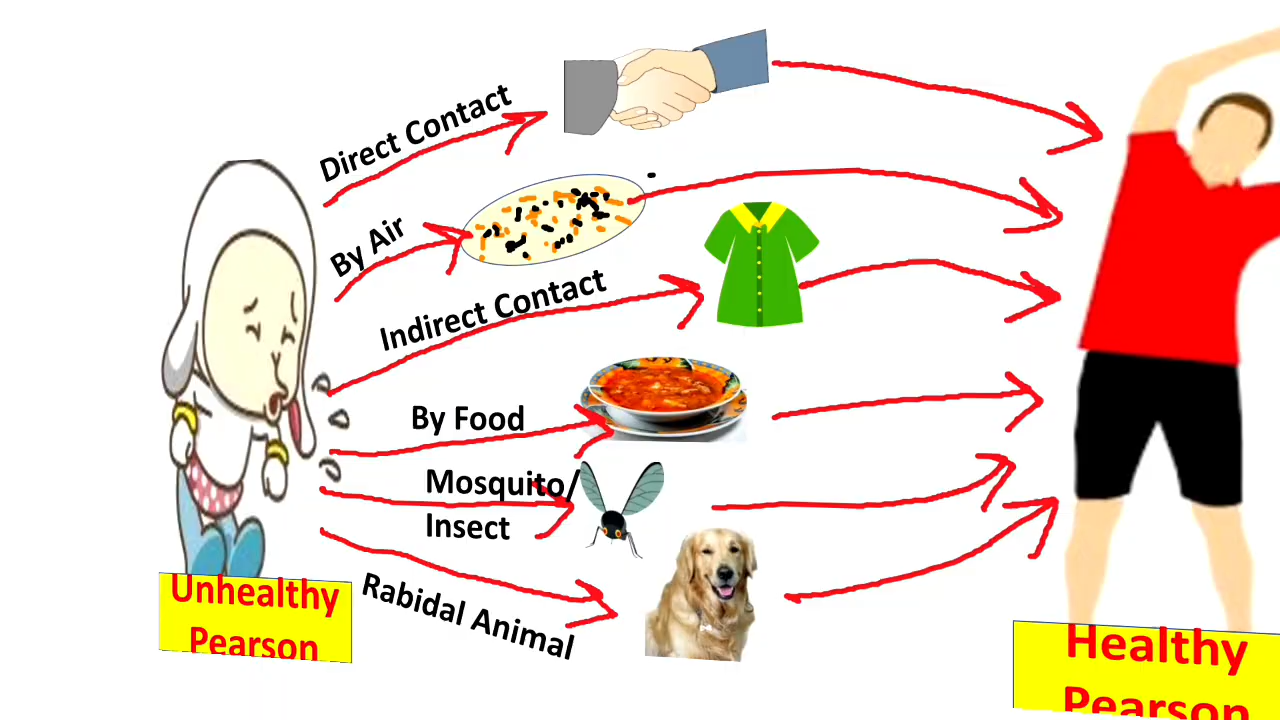 Direct Contact
By Air
Indirect Contact
By Food
Mosquito/
Insect
Rabidal Animal
Unhealthy
Pearson
Healthy
Pearson